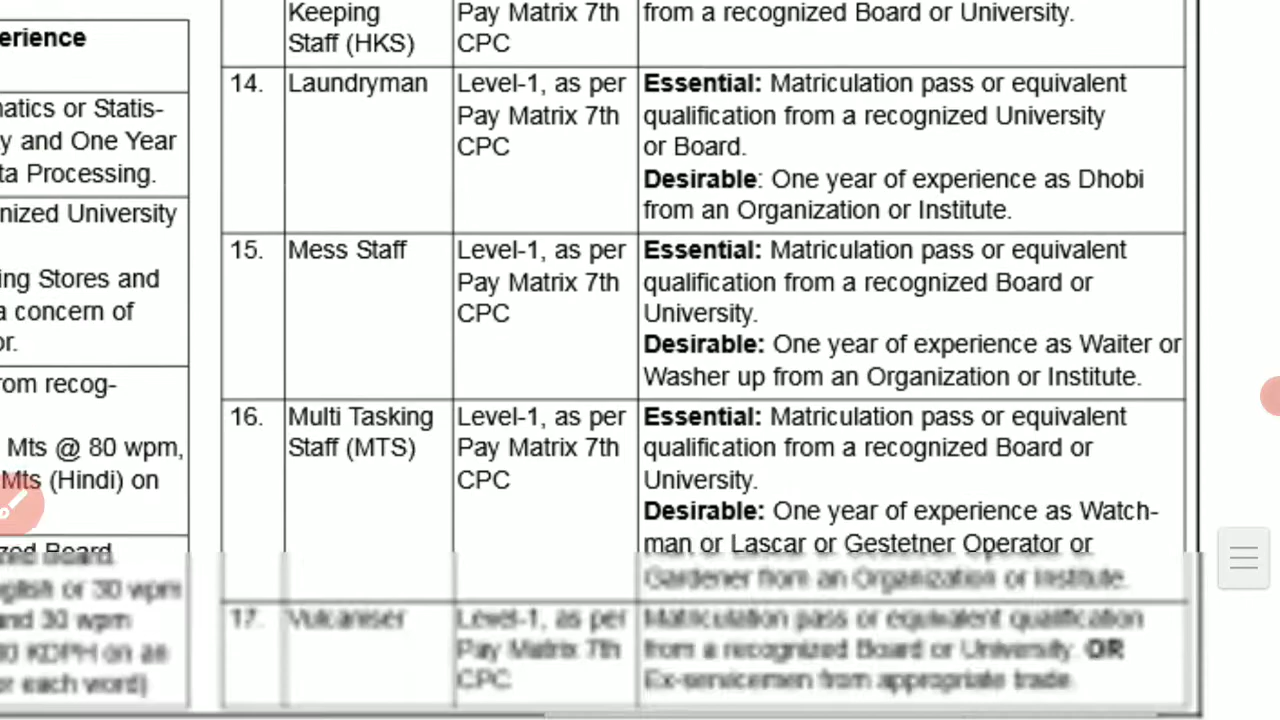 erience
natics or Statis-
y and One Year
ta Processing.
nized University
ing Stores and
a concern of
or.
rom recog-
Mts @ 80 wpm,
Mts (Hindi) on
zed Board.
nglish or 30 wpm
and 30 wpm
KDPH on an
or each word)
Keeping
Staff (HKS)
Pay Matrix 7th
CPC
from a recognized Board or University.
14.
Laundryman
Level-1, as per
Pay Matrix 7th
CPC
Essential: Matriculation pass or equivalent
qualification from a recognized University
or Board.
Desirable: One year of experience as Dhobi
from an Organization or Institute.
15.
Mess Staff
Level-1, as per
Pay Matrix 7th
CPC
Essential: Matriculation pass or equivalent
qualification from a recognized Board or
University.
Desirable: One year of experience as Waiter or
Washer up from an Organization or Institute.
16.
Multi Tasking
Staff (MTS)
Level-1, as per
Pay Matrix 7th
CPC
Essential: Matriculation pass or equivalent
qualification from a recognized Board or
University.
Desirable: One year of experience as Watch-
man or Lascar or Gestetner Operator or
Gardener from an Organization or Institute.
17.
Vulcaniser
Level-1, as per
Pay Matrix 7th
CPC
Matriculation pass or equivalent qualification
from a recognized Board or University. OR
Ex-servicemen from appropriate trade.